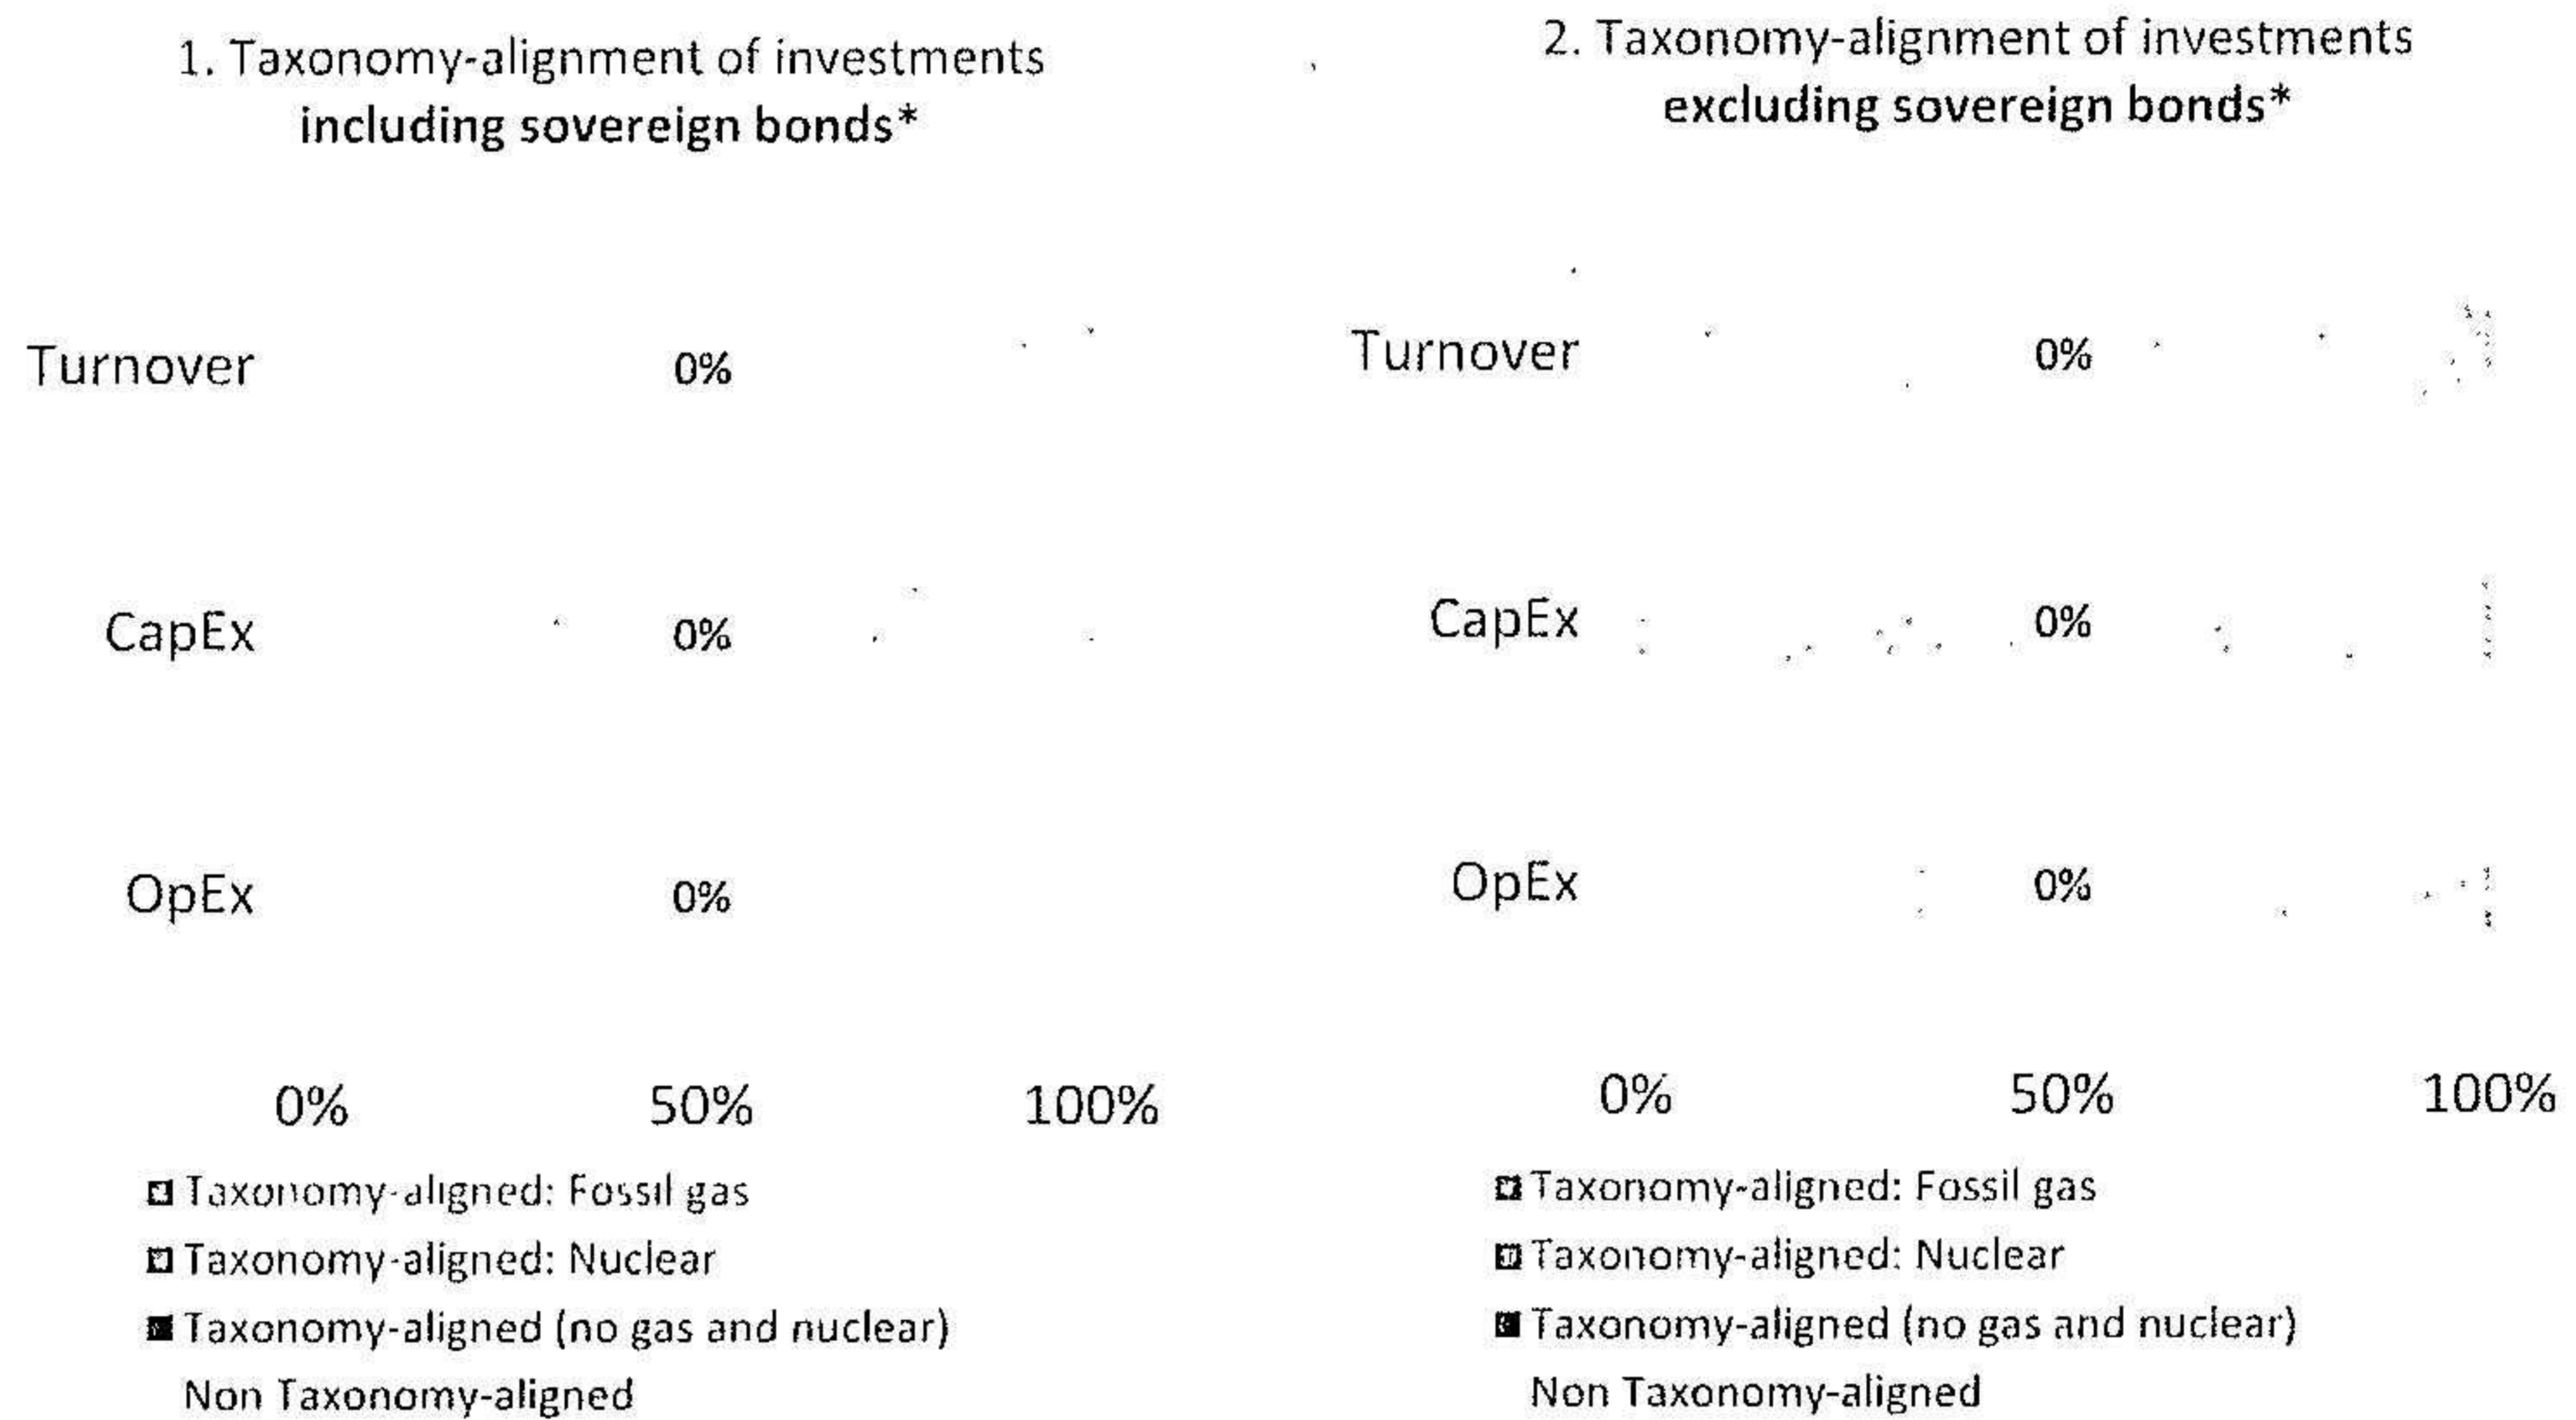 1. Taxonomy-alignment of investments
including sovereign bonds*
Turnover
0%
CapEx
0%
OpEx
0%
0%
50%
100%
Taxonomy-aligned: Fossil gas
Taxonomy-aligned: Nuclear
Taxonomy-aligned (no gas and nuclear)
Non Taxonomy-aligned
2. Taxonomy-alignment of investments
excluding sovereign bonds*
Turnover
0%
CapEx
0%
OpEx
0%
0%
50%
100%
Taxonomy-aligned: Fossil gas
Taxonomy-aligned: Nuclear
Taxonomy-aligned (no gas and nuclear)
Non Taxonomy-aligned